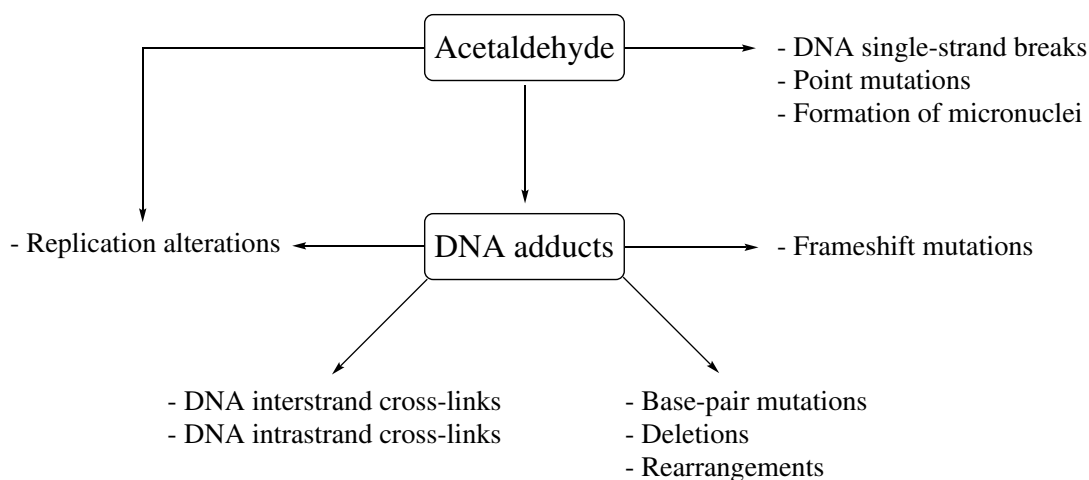 Acetaldehyde
- DNA single-strand breaks
- Point mutations
- Formation of micronuclei
- Replication alterations
DNA adducts
- Frameshift mutations
- DNA interstrand cross-links
- DNA intrastrand cross-links
- Base-pair mutations
- Deletions
- Rearrangements